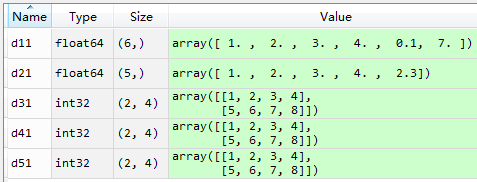 Name Type Size Value
d11 float64 (6,) array([ 1. , 2. , 3. , 4. , 0.1, 7. ])
d21 float64 (5,) array([ 1. , 2. , 3. , 4. , 2.3])
d31 int32 (2, 4) array([[1, 2, 3, 4],
[5, 6, 7, 8]])
d41 int32 (2, 4) array([[1, 2, 3, 4],
[5, 6, 7, 8]])
d51 int32 (2, 4) array([[1, 2, 3, 4],
[5, 6, 7, 8]])